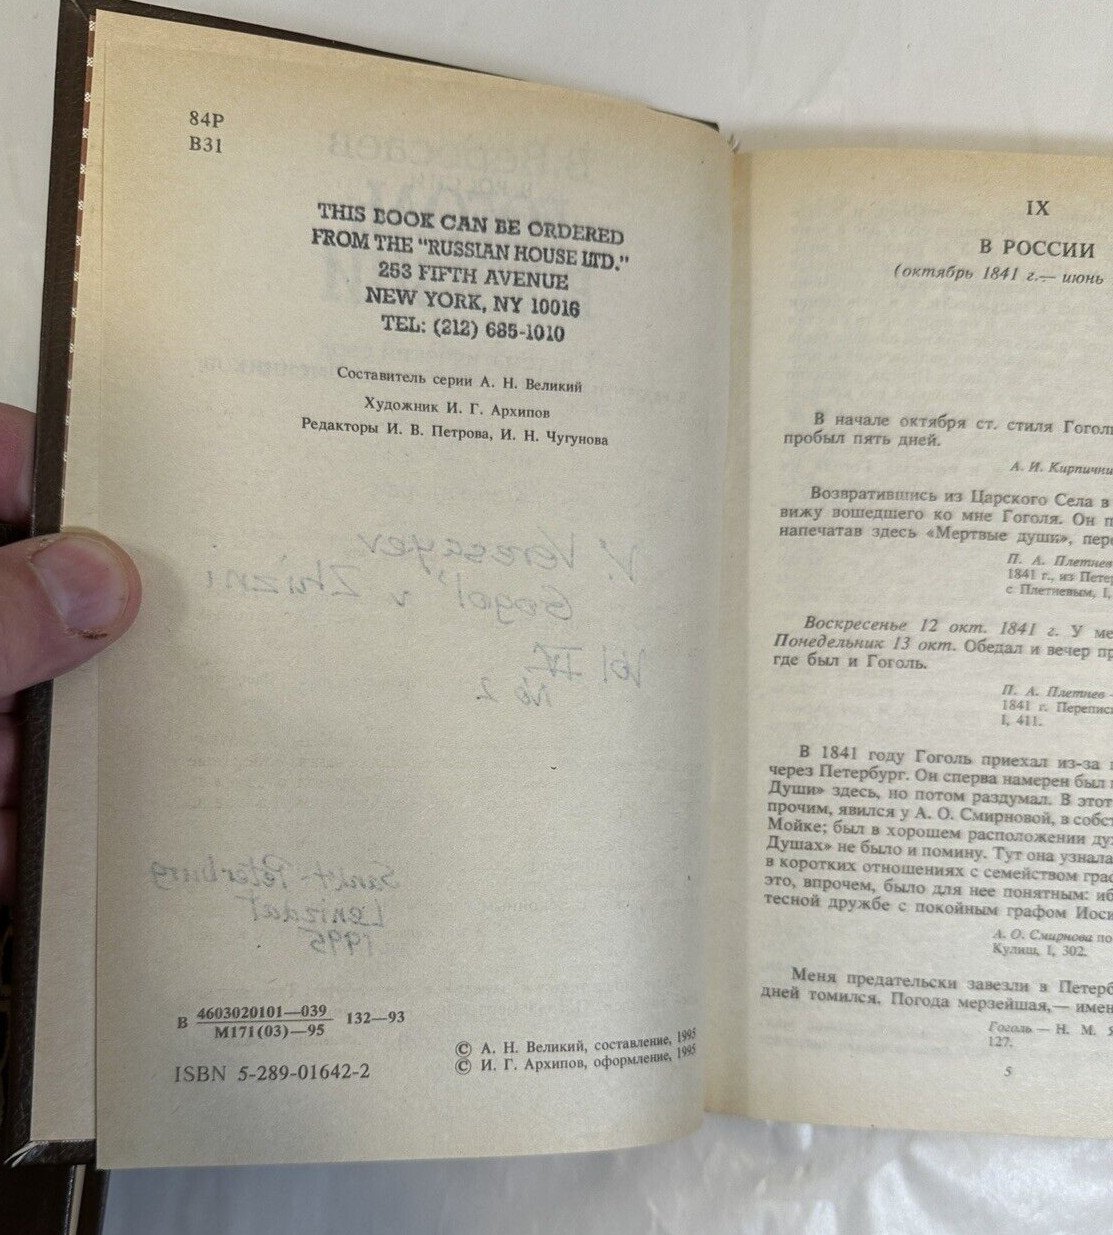 84Р
В31
THIS BOOK CAN BE ORDERED
FROM THE "RUSSIAN HOUSE LTD."
253 FIFTH AVENUE
NEW YORK, NY 10016
TEL: (212) 685-1010
Составитель серии А. Н. Великий
Художник И. Г. Архипов
Редакторы И. В. Петрова, И. Н. Чугунова
V. Veresayev
Gogol' v Zhizni
Vol IV
No 2
Sankt-Peterburg
Lenizdat
1995
В 4603020101—039 132—93
М171(03)—95
ISBN 5-289-01642-2
© А. Н. Великий, составление, 1995
© И. Г. Архипов, оформление, 1995
IX
В РОССИИ
(октябрь 1841 г.— июнь
В начале октября ст. стиля Гоголь
пробыл пять дней.
А. И. Кирпични
Возвратившись из Царского Села в
вижу вошедшего ко мне Гоголя. Он п
напечатав здесь «Мертвые души», пере
П. А. Плетнев
1841 г., из Петер
с Плетневым, I,
Воскресенье 12 окт. 1841 г. У ме
Понедельник 13 окт. Обедал и вечер пр
где был и Гоголь.
П. А. Плетнев —
1841 г. Переписк
I, 411.
В 1841 году Гоголь приехал из-за г
через Петербург. Он сперва намерен был
Души» здесь, но потом раздумал. В этот
прочим, явился у А. О. Смирновой, в собст
Мойке; был в хорошем расположении ду
Душах» не было и помину. Тут она узнала
в коротких отношениях с семейством граф
это, впрочем, было для нее понятным: иб
тесной дружбе с покойным графом Иоси
А. О. Смирнова по
Кулиш, I, 302.
Меня предательски завезли в Петерб
дней томился. Погода мерзейшая,— имен
Гоголь — Н. М. Я
127.
5